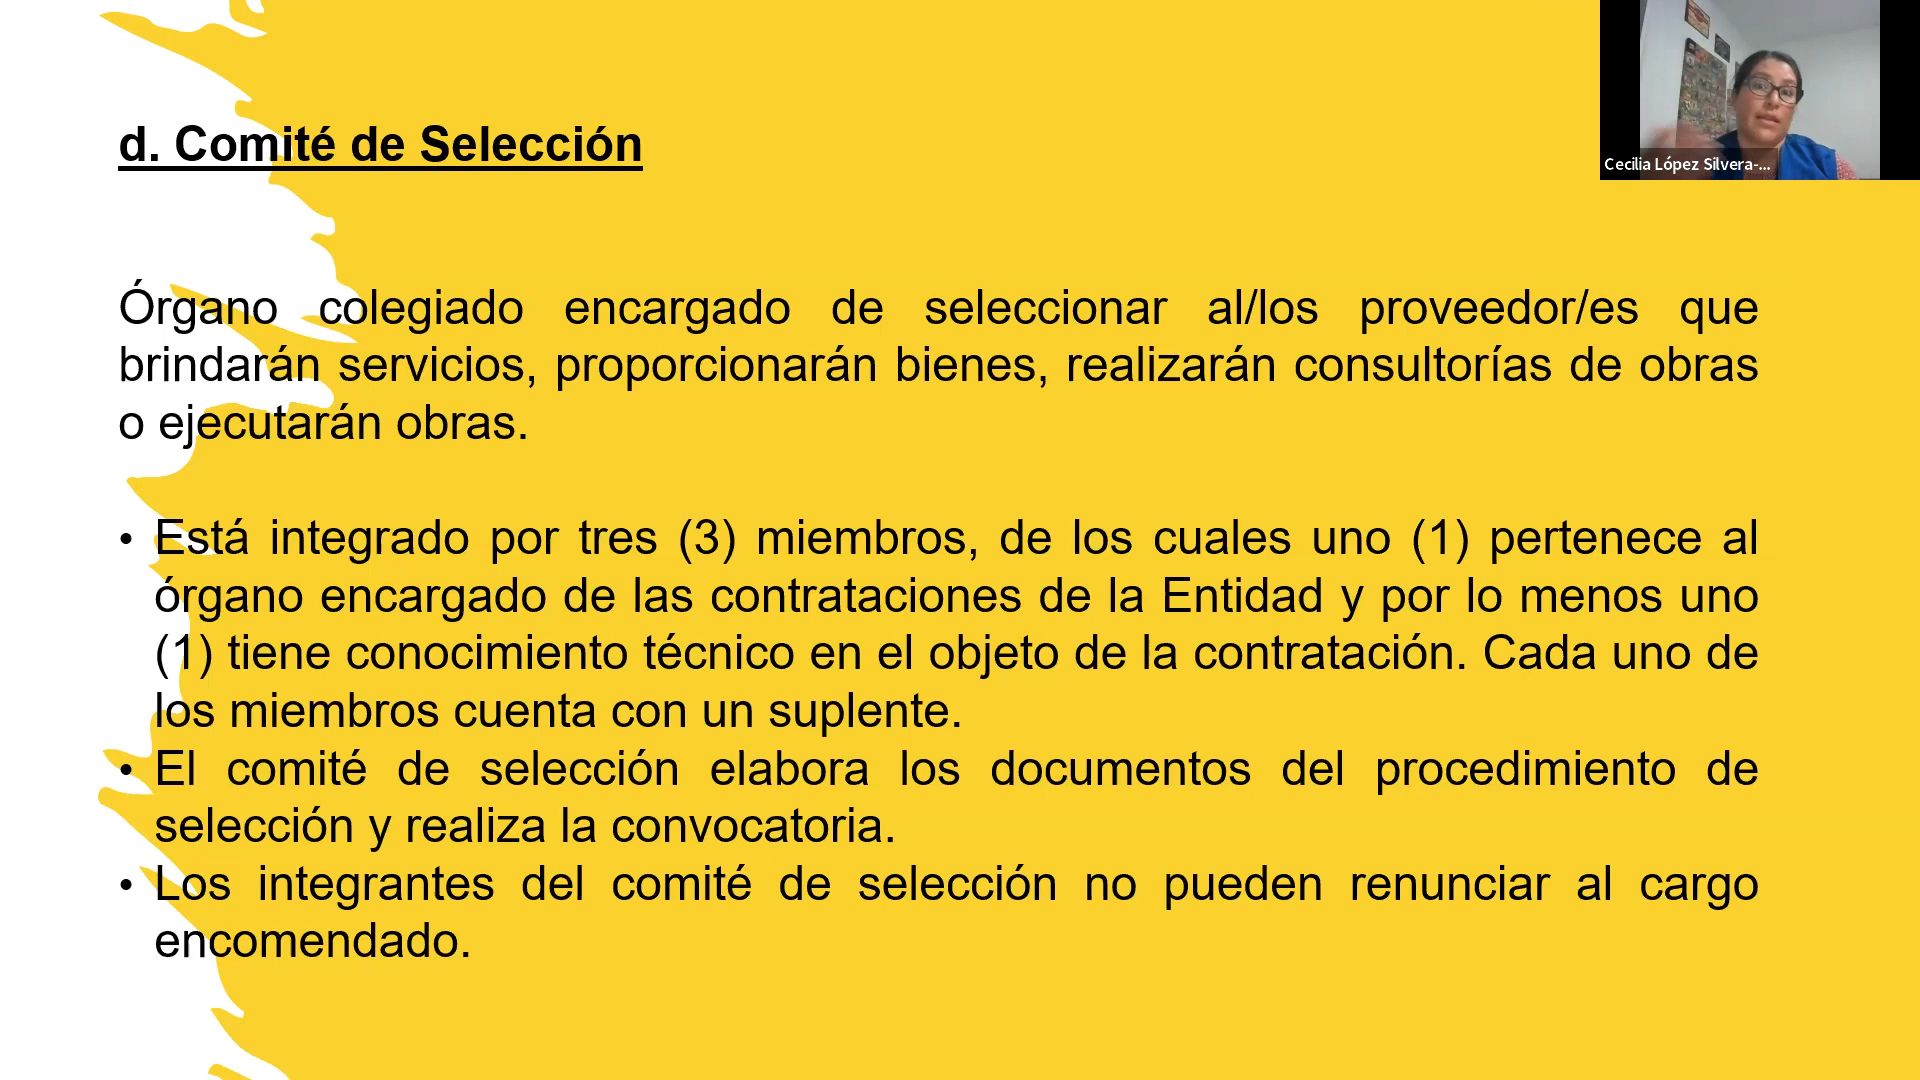 d. Comité de Selección
Cecilia López Silvera-...
Órgano colegiado encargado de seleccionar al/los proveedor/es que
brindarán servicios, proporcionarán bienes, realizarán consultorías de obras
o ejecutarán obras.
• Está integrado por tres (3) miembros, de los cuales uno (1) pertenece al
órgano encargado de las contrataciones de la Entidad y por lo menos uno
(1) tiene conocimiento técnico en el objeto de la contratación. Cada uno de
los miembros cuenta con un suplente.
• El comité de selección elabora los documentos del procedimiento de
selección y realiza la convocatoria.
• Los integrantes del comité de selección no pueden renunciar al cargo
encomendado.